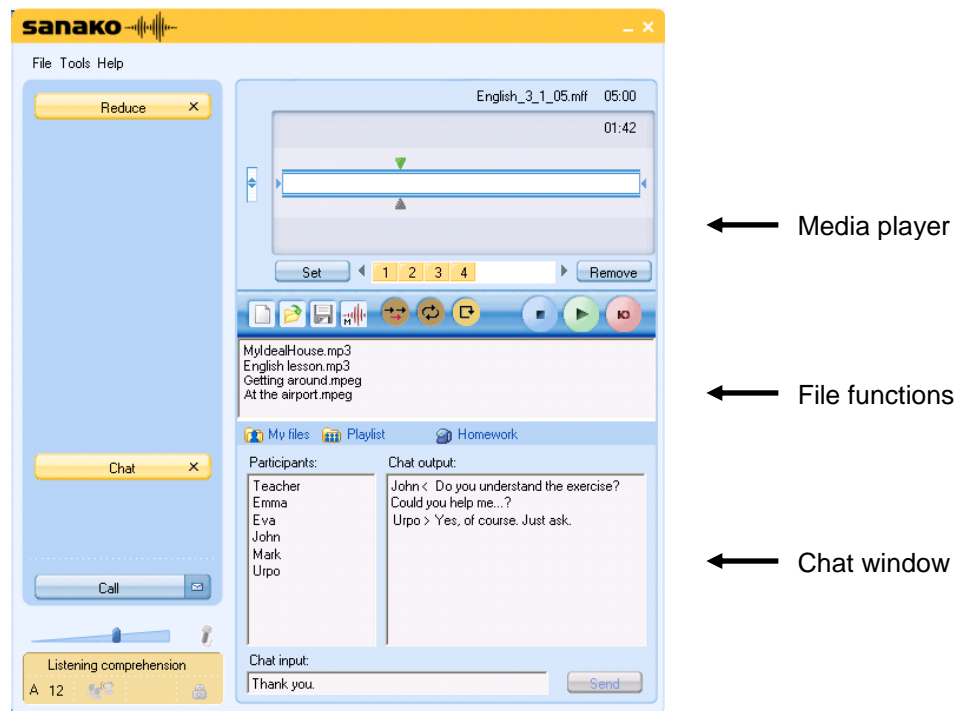 sanako
File Tools Help
Reduce
English_3_1_05.mff 05:00
01:42
Set 1 2 3 4 Remove
Media player
M
MyIdealHouse.mp3
English lesson.mp3
Getting around.mpeg
At the airport.mpeg
File functions
My files Playlist Homework
Chat
Participants: Chat output:
Teacher
Emma
Eva
John
Mark
Urpo
John < Do you understand the exercise?
Could you help me...?
Urpo > Yes, of course. Just ask.
Chat window
Call
Listening comprehension
A 12
Chat input:
Thank you.
Send